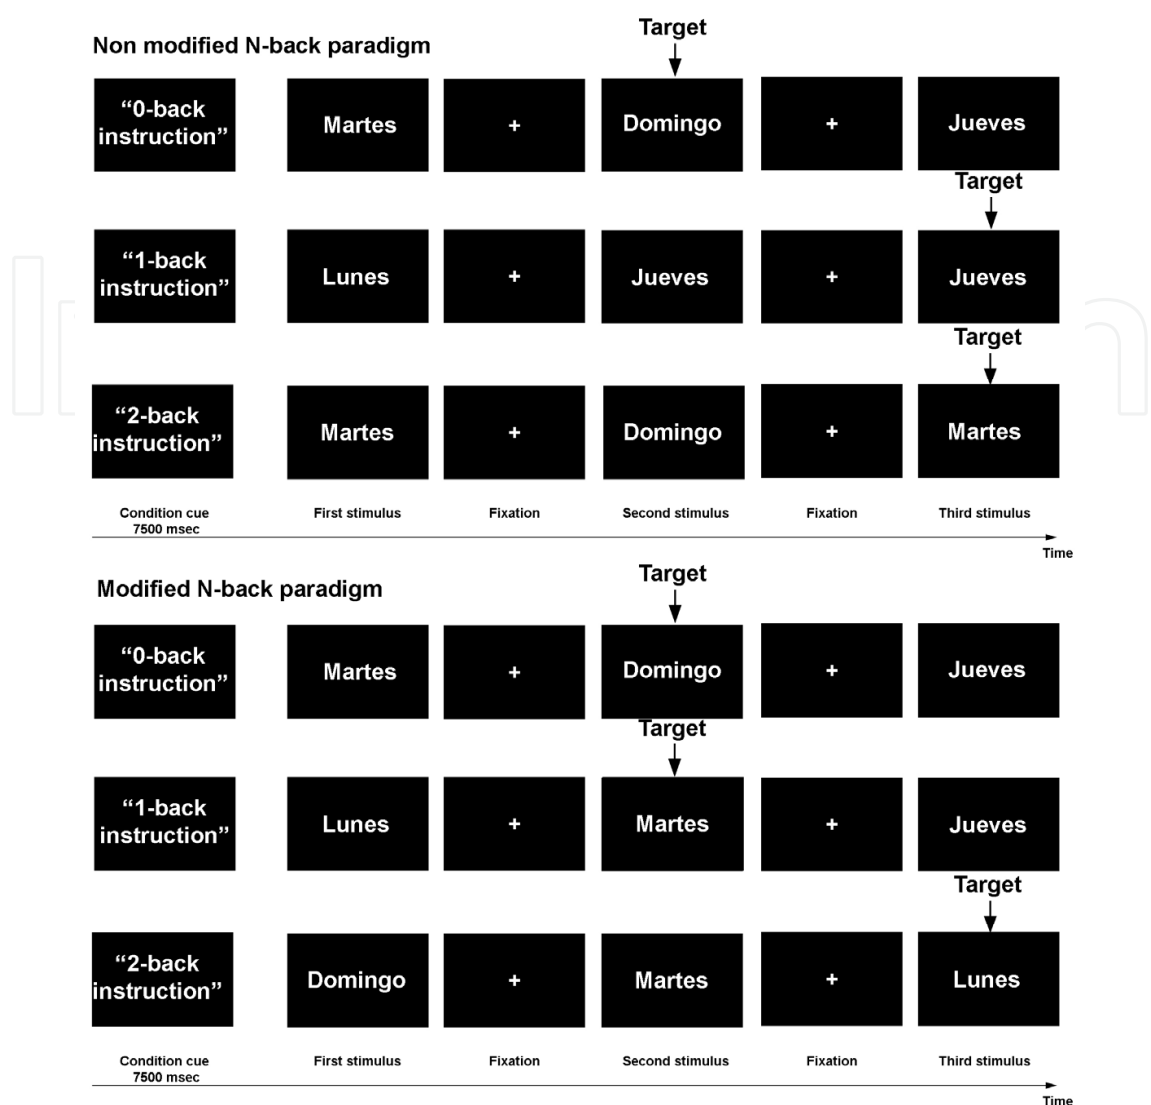 Target
Non modified N-back paradigm
“0-back
instruction”
Martes
+
Domingo
+
Jueves
Target
“1-back
instruction”
Lunes
+
Jueves
+
Jueves
Target
“2-back
instruction”
Martes
+
Domingo
+
Martes
Condition cue
7500 msec
First stimulus
Fixation
Second stimulus
Fixation
Third stimulus
Time
Modified N-back paradigm
Target
“0-back
instruction”
Martes
+
Domingo
+
Jueves
Target
“1-back
instruction”
Lunes
+
Martes
+
Jueves
Target
“2-back
instruction”
Domingo
+
Martes
+
Lunes
Condition cue
7500 msec
First stimulus
Fixation
Second stimulus
Fixation
Third stimulus
Time